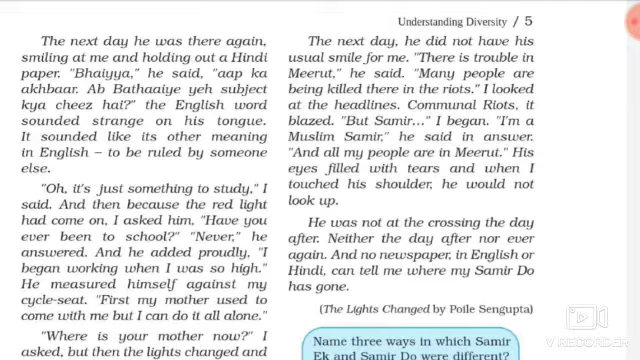 Understanding Diversity / 5
The next day he was there again,
smiling at me and holding out a Hindi
paper. "Bhaiyya," he said, "aap ka
akhbaar. Ab Bathaaiye yeh subject
kya cheez hai?" the English word
sounded strange on his tongue.
It sounded like its other meaning
in English – to be ruled by someone
else.
"Oh, it's just something to study," I
said. And then because the red light
had come on, I asked him, "Have you
ever been to school?" "Never," he
answered. And he added proudly, "I
began working when I was so high."
He measured himself against my
cycle-seat. "First my mother used to
come with me but I can do it all alone."
"Where is your mother now?" I
asked, but then the lights changed and
The next day, he did not have his
usual smile for me. "There is trouble in
Meerut," he said. "Many people are
being killed there in the riots." I looked
at the headlines. Communal Riots, it
blazed. "But Samir..." I began. "I'm a
Muslim Samir," he said in answer.
"And all my people are in Meerut." His
eyes filled with tears and when I
touched his shoulder, he would not
look up.
He was not at the crossing the day
after. Neither the day after nor ever
again. And no newspaper, in English or
Hindi, can tell me where my Samir Do
has gone.
(The Lights Changed by Poile Sengupta)
Name three ways in which Samir
Ek and Samir Do were different?
V RECORDER